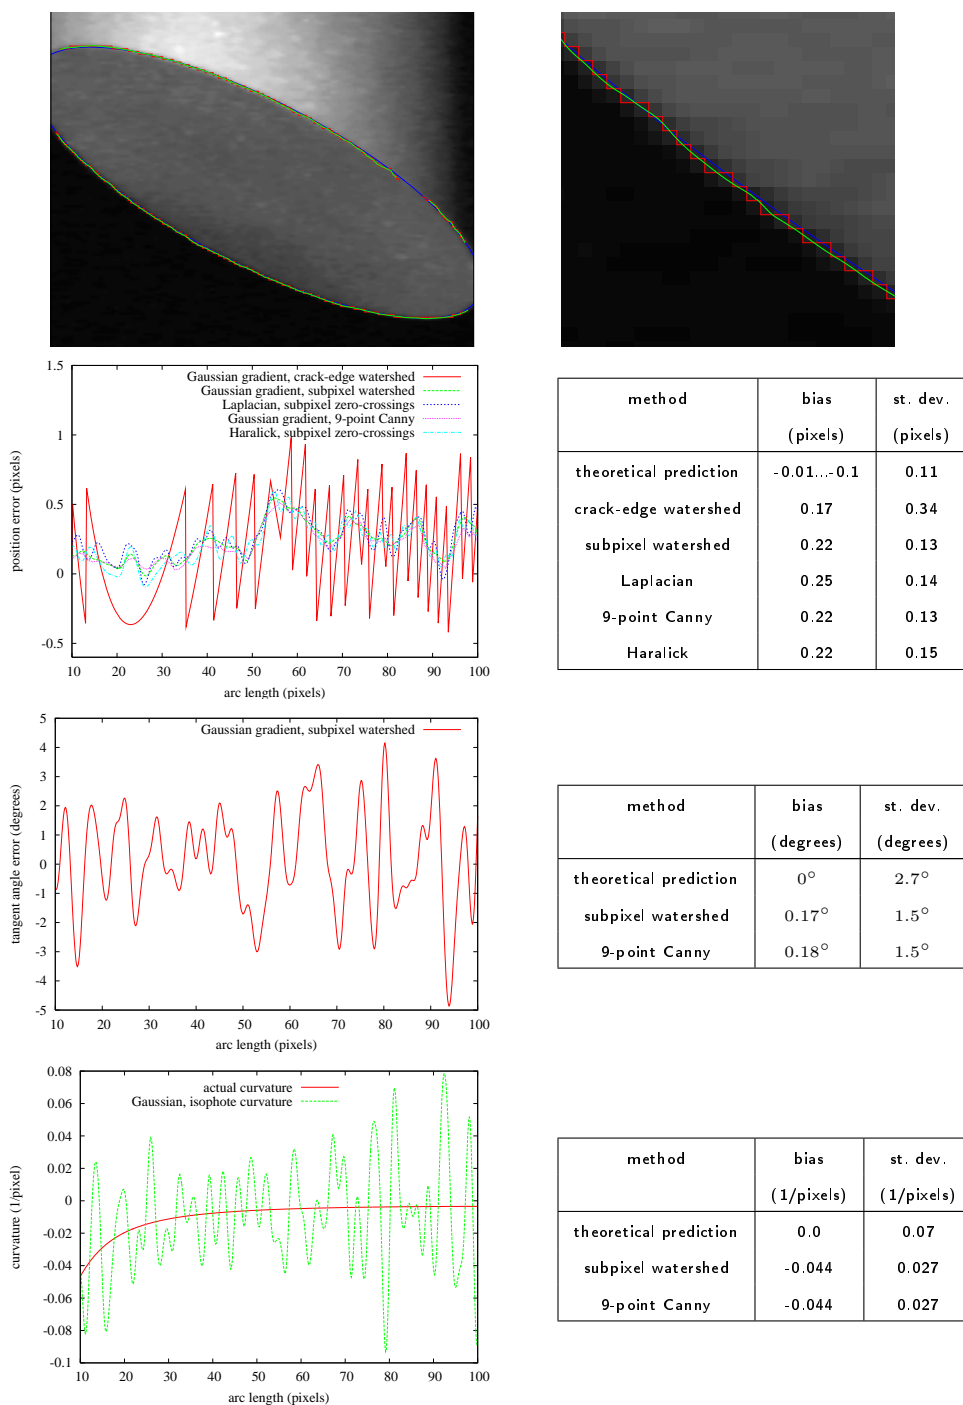 1.5
1
0.5
0
-0.5
10 20 30 40 50 60 70 80 90 100
position error (pixels)
arc length (pixels)
Gaussian gradient, crack-edge watershed
Gaussian gradient, subpixel watershed
Laplacian, subpixel zero-crossings
Gaussian gradient, 9-point Canny
Haralick, subpixel zero-crossings
method bias st. dev.
(pixels) (pixels)
theoretical prediction -0.01...-0.1 0.11
crack-edge watershed 0.17 0.34
subpixel watershed 0.22 0.13
Laplacian 0.25 0.14
9-point Canny 0.22 0.13
Haralick 0.22 0.15
5
4
3
2
1
0
-1
-2
-3
-4
-5
10 20 30 40 50 60 70 80 90 100
tangent angle error (degrees)
arc length (pixels)
Gaussian gradient, subpixel watershed
method bias st. dev.
(degrees) (degrees)
theoretical prediction 0° 2.7°
subpixel watershed 0.17° 1.5°
9-point Canny 0.18° 1.5°
0.08
0.06
0.04
0.02
0
-0.02
-0.04
-0.06
-0.08
-0.1
10 20 30 40 50 60 70 80 90 100
curvature (1/pixel)
arc length (pixels)
actual curvature
Gaussian, isophote curvature
method bias st. dev.
(1/pixels) (1/pixels)
theoretical prediction 0.0 0.07
subpixel watershed -0.044 0.027
9-point Canny -0.044 0.027